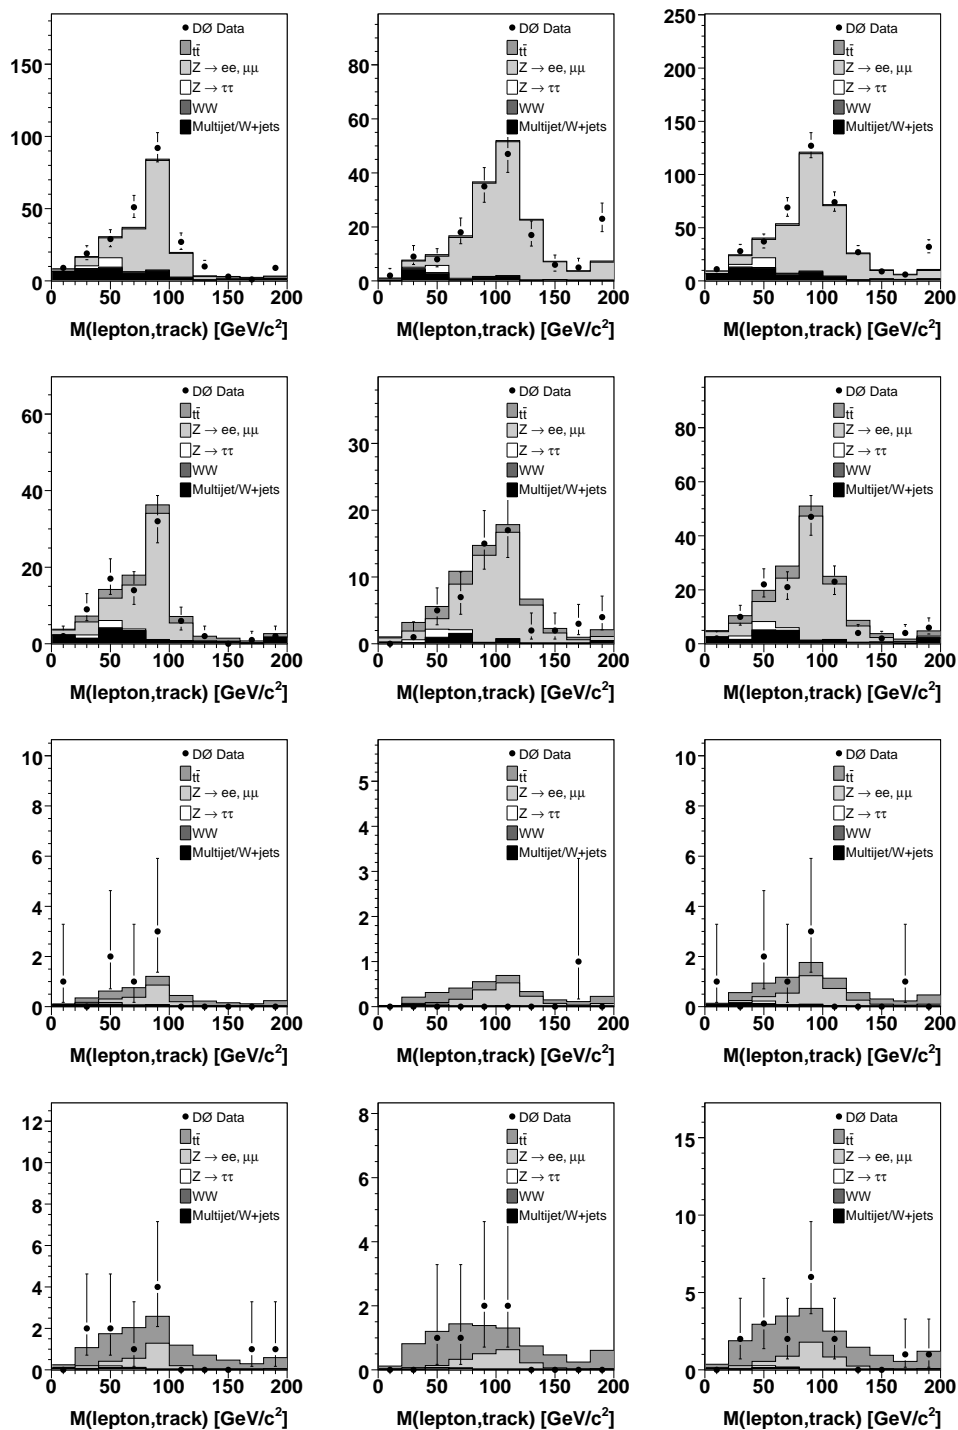 150
100
50
0
DØ Data
tt̄
Z → ee, μμ
Z → ττ
WW
Multijet/W+jets
0 50 100 150 200
M(lepton,track) [GeV/c²]
80
60
40
20
0
DØ Data
tt̄
Z → ee, μμ
Z → ττ
WW
Multijet/W+jets
0 50 100 150 200
M(lepton,track) [GeV/c²]
250
200
150
100
50
0
DØ Data
tt̄
Z → ee, μμ
Z → ττ
WW
Multijet/W+jets
0 50 100 150 200
M(lepton,track) [GeV/c²]
60
40
20
0
DØ Data
tt̄
Z → ee, μμ
Z → ττ
WW
Multijet/W+jets
0 50 100 150 200
M(lepton,track) [GeV/c²]
30
20
10
0
DØ Data
tt̄
Z → ee, μμ
Z → ττ
WW
Multijet/W+jets
0 50 100 150 200
M(lepton,track) [GeV/c²]
80
60
40
20
0
DØ Data
tt̄
Z → ee, μμ
Z → ττ
WW
Multijet/W+jets
0 50 100 150 200
M(lepton,track) [GeV/c²]
10
8
6
4
2
0
DØ Data
tt̄
Z → ee, μμ
Z → ττ
WW
Multijet/W+jets
0 50 100 150 200
M(lepton,track) [GeV/c²]
5
4
3
2
1
0
DØ Data
tt̄
Z → ee, μμ
Z → ττ
WW
Multijet/W+jets
0 50 100 150 200
M(lepton,track) [GeV/c²]
10
8
6
4
2
0
DØ Data
tt̄
Z → ee, μμ
Z → ττ
WW
Multijet/W+jets
0 50 100 150 200
M(lepton,track) [GeV/c²]
12
10
8
6
4
2
0
DØ Data
tt̄
Z → ee, μμ
Z → ττ
WW
Multijet/W+jets
0 50 100 150 200
M(lepton,track) [GeV/c²]
8
6
4
2
0
DØ Data
tt̄
Z → ee, μμ
Z → ττ
WW
Multijet/W+jets
0 50 100 150 200
M(lepton,track) [GeV/c²]
15
10
5
0
DØ Data
tt̄
Z → ee, μμ
Z → ττ
WW
Multijet/W+jets
0 50 100 150 200
M(lepton,track) [GeV/c²]